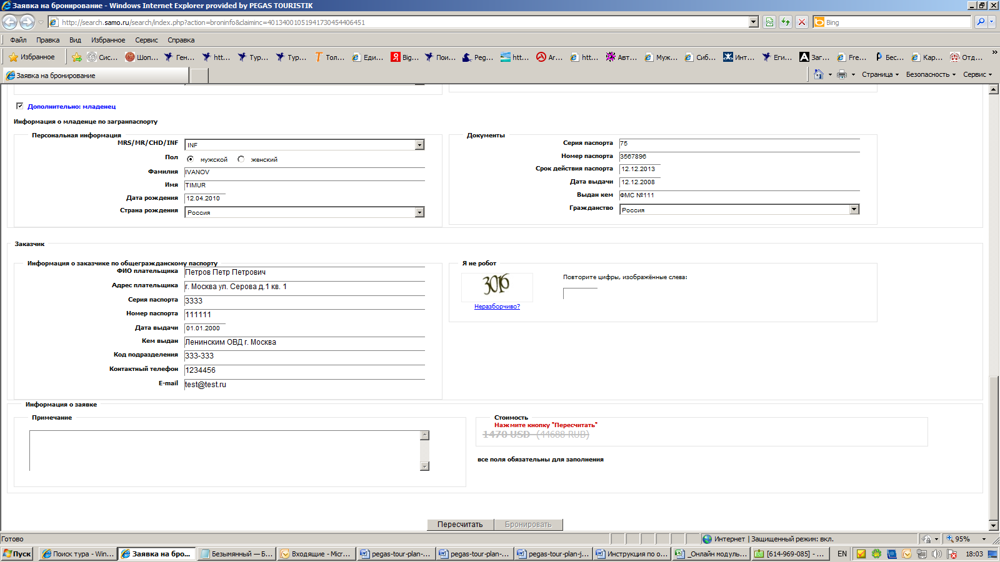 Заявка на бронирование - Windows Internet Explorer provided by PEGAS TOURISTIK
http://search.samo.ru/search/index.php?action=broninfo&claiminc=40134001051941730454406451
Bing
Файл Правка Вид Избранное Сервис Справка
Избранное Сис... Шоп... Ген... htt... Тур... Тур... Тол... Еди... Big... Пои... Peg... htt... Ar... htt... Авт... Муж... Сиб... Инт... Еги... Заг... Fre... Бес... Кар... Отд...
Заявка на бронирование
Страница Безопасность Сервис
Дополнительно: младенец
Информация о младенце по загранпаспорту
Персональная информация
MRS/MR/CHD/INF INF
Пол мужской женский
Фамилия IVANOV
Имя TIMUR
Дата рождения 12.04.2010
Страна рождения Россия
Документы
Серия паспорта 75
Номер паспорта 3567896
Срок действия паспорта 12.12.2013
Дата выдачи 12.12.2008
Выдан кем ФМС №111
Гражданство Россия
Заказчик
Информация о заказчике по общегражданскому паспорту
ФИО плательщика Петров Петр Петрович
Адрес плательщика г. Москва ул. Серова д.1 кв. 1
Серия паспорта 3333
Номер паспорта 111111
Дата выдачи 01.01.2000
Кем выдан Ленинским ОВД г. Москва
Код подразделения 333-333
Контактный телефон 1234456
E-mail test@test.ru
Я не робот
3016
Повторите цифры, изображённые слева:
Неразборчиво?
Информация о заявке
Примечание
Стоимость
Нажмите кнопку "Пересчитать"
1470 USD (44688 RUB)
все поля обязательны для заполнения
Пересчитать Бронировать
Готово
Интернет | Защищенный режим: вкл.
95%
Пуск Поиск тура - Win... Заявка на бро... Безымянный — Б... Входящие - Micr... pegas-tour-plan-... pegas-tour-plan-... pegas-tour-plan-j... Инструкция по о... _Онлайн модуль... [614-969-085] - ... EN 18:03